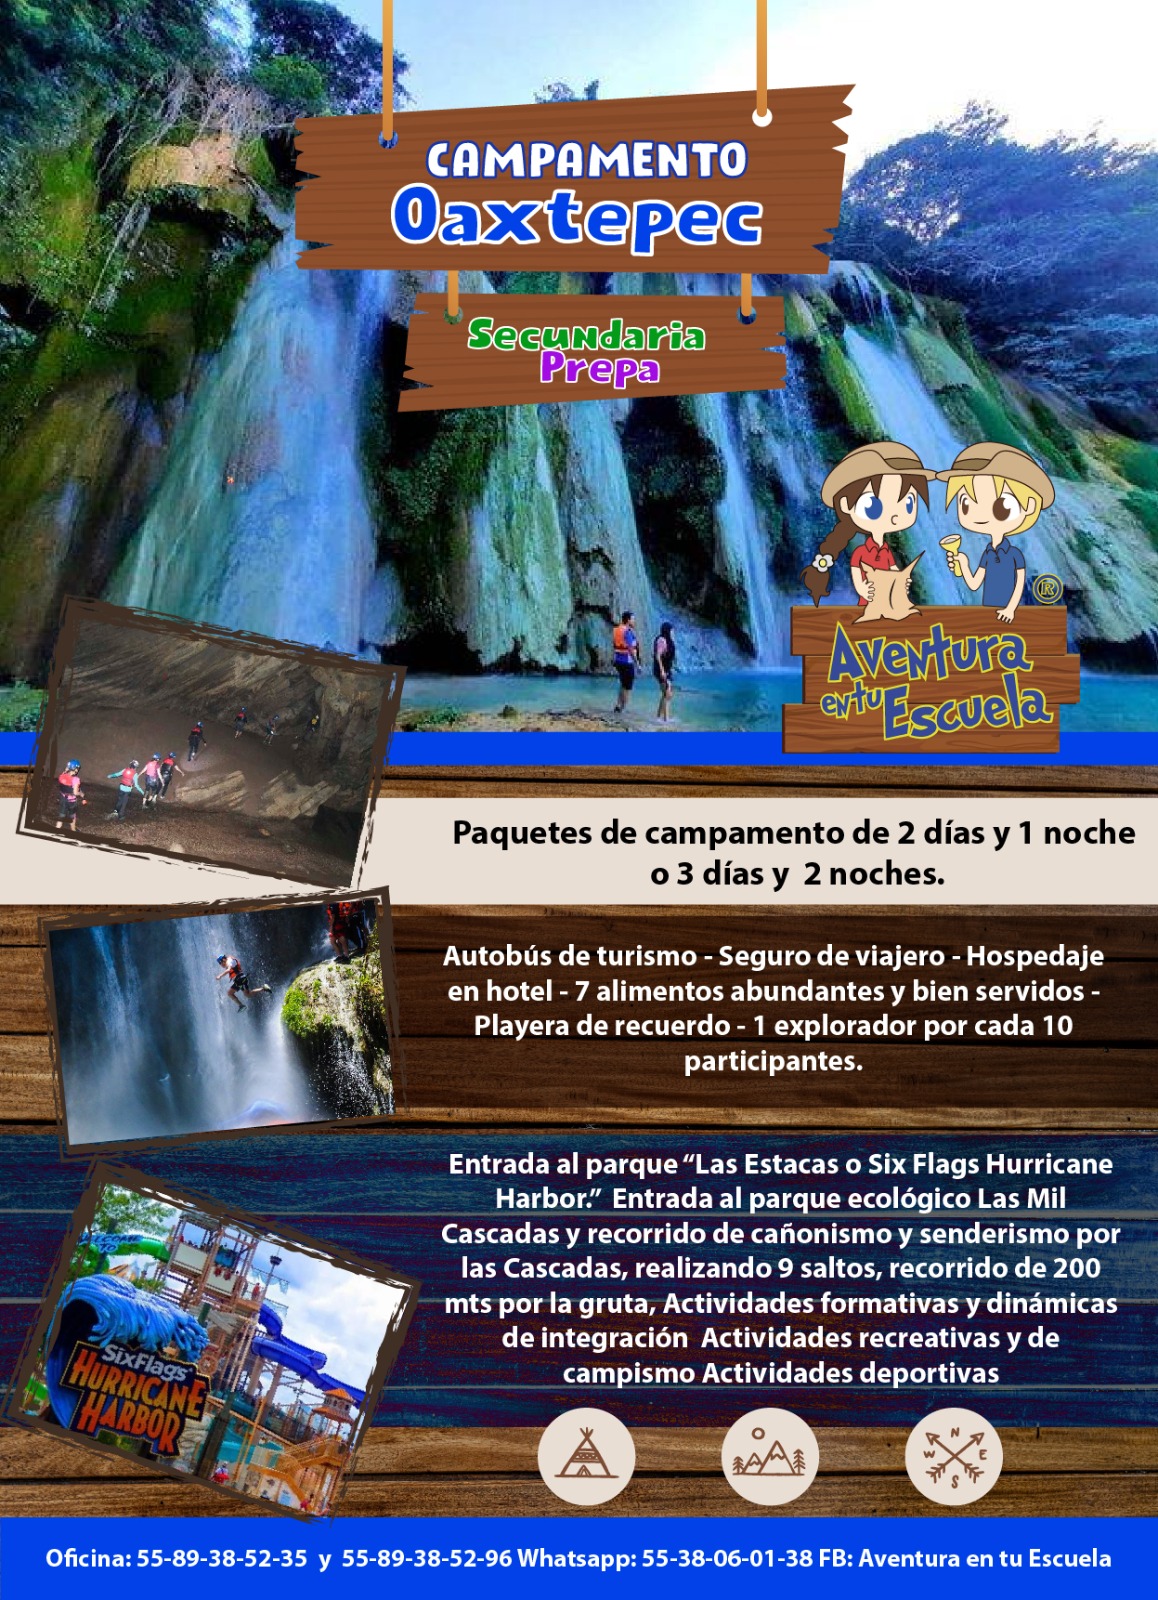 CAMPAMENTO
Oaxtepec
Secundaria
Prepa
®
Aventura
en tu
Escuela
Paquetes de campamento de 2 días y 1 noche
o 3 días y  2 noches.
Autobús de turismo - Seguro de viajero - Hospedaje
en hotel - 7 alimentos abundantes y bien servidos -
Playera de recuerdo - 1 explorador por cada 10
participantes.
Entrada al parque “Las Estacas o Six Flags Hurricane
Harbor.”  Entrada al parque ecológico Las Mil
Cascadas y recorrido de cañonismo y senderismo por
las Cascadas, realizando 9 saltos, recorrido de 200
mts por la gruta, Actividades formativas y dinámicas
de integración  Actividades recreativas y de
campismo Actividades deportivas
WELCOME
TO
SixFlags
HURRICANE
HARBOR
N
W E
S
Oficina: 55-89-38-52-35  y  55-89-38-52-96 Whatsapp: 55-38-06-01-38 FB: Aventura en tu Escuela